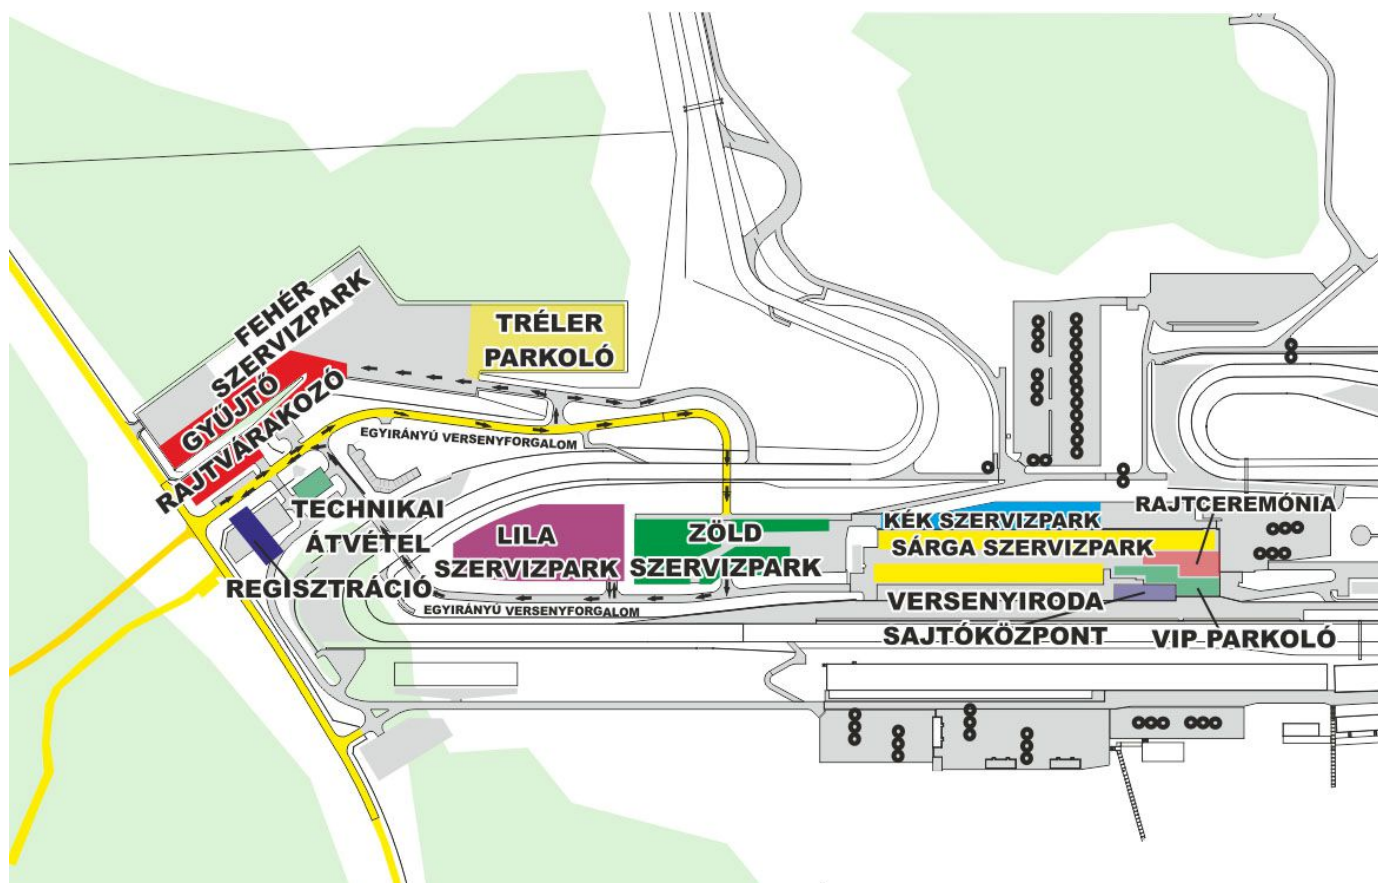 FEHÉR
SZERVIZPARK
GYŰJTŐ
RAJTVÁRAKOZÓ
TRÉLER
PARKOLÓ
EGYIRÁNYÚ VERSENYFORGALOM
TECHNIKAI
ÁTVÉTEL
REGISZTRÁCIÓ
LILA
SZERVIZPARK
ZÖLD
SZERVIZPARK
EGYIRÁNYÚ VERSENYFORGALOM
RAJTCEREMÓNIA
KÉK SZERVIZPARK
SÁRGA SZERVIZPARK
VERSENYIRODA
SAJTÓKÖZPONT
VIP PARKOLÓ